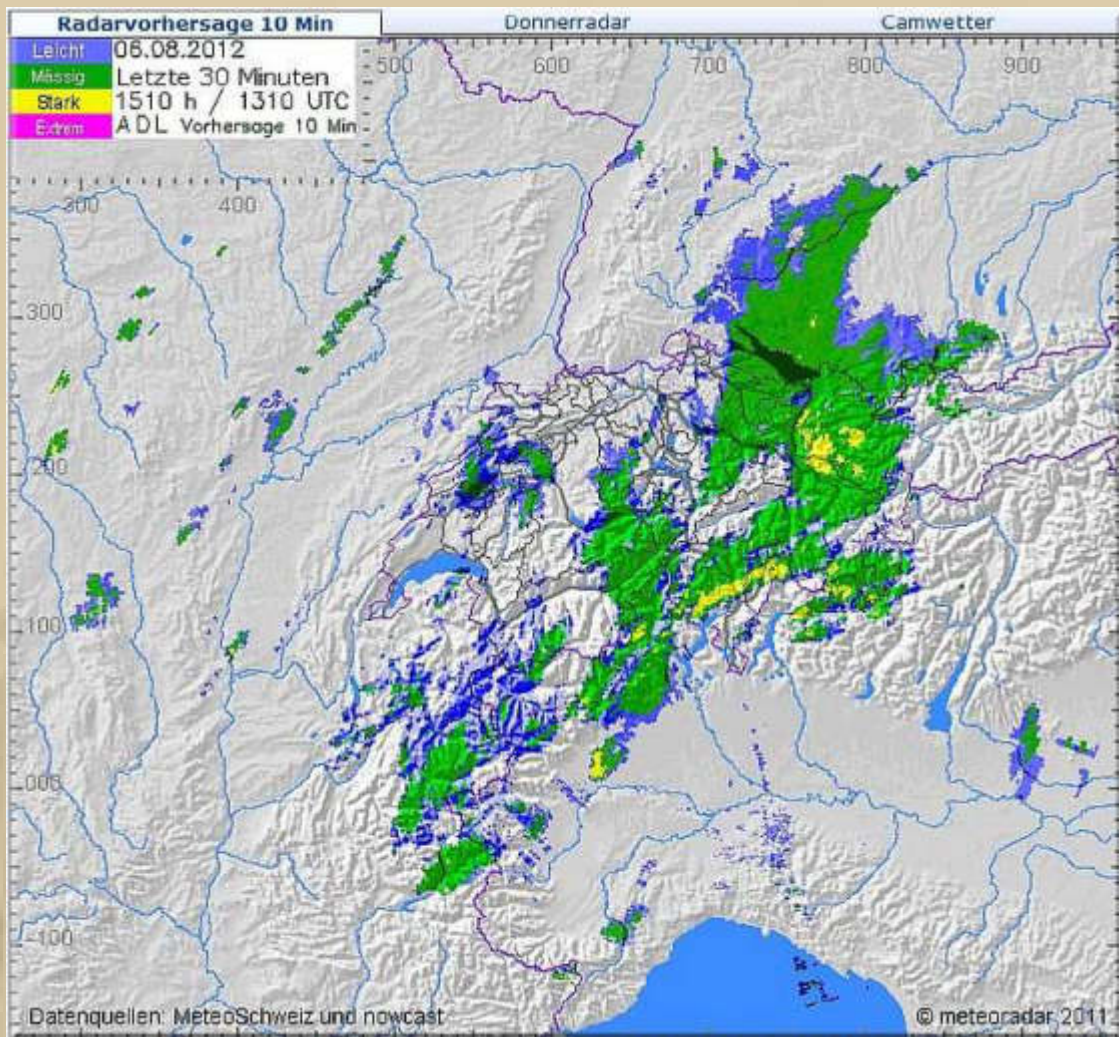 Radarvorhersage 10 Min Donnerradar Camwetter
Leicht 06.08.2012
Mässig Letzte 30 Minuten
Stark 1510 h / 1310 UTC
Extrem ADL Vorhersage 10 Min
500 600 700 800 900
300 400
300
200
100
000
-100
Datenquellen: MeteoSchweiz und nowcast © meteoradar 2011